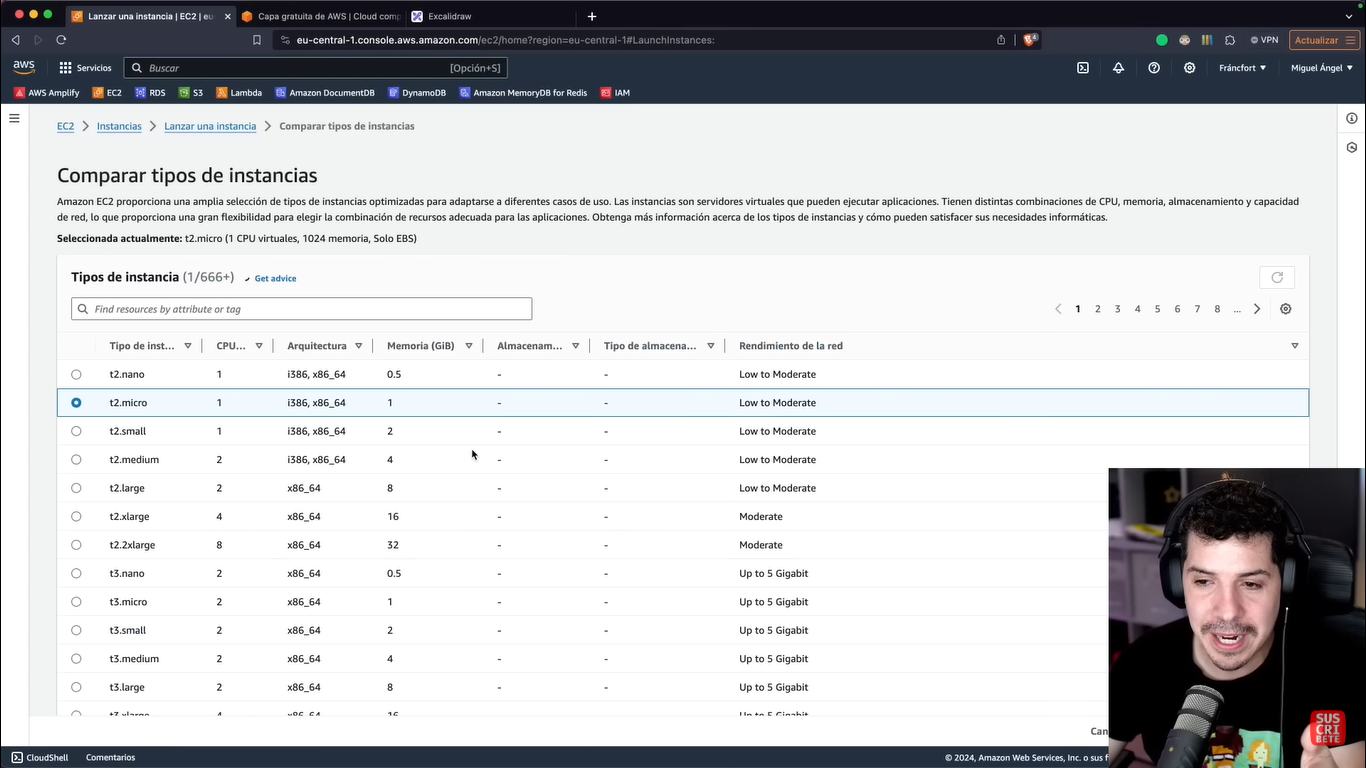 Lanzar una instancia | EC2 | eu
Capa gratuita de AWS | Cloud comp
Excalidraw
eu-central-1.console.aws.amazon.com/ec2/home?region=eu-central-1#LaunchInstances:
4
VPN
Actualizar
aws
Servicios
Buscar
[Opción+S]
Fráncfort
Miguel Ángel
AWS Amplify
EC2
RDS
S3
Lambda
Amazon DocumentDB
DynamoDB
Amazon MemoryDB for Redis
IAM
EC2 > Instancias > Lanzar una instancia > Comparar tipos de instancias
Comparar tipos de instancias
Amazon EC2 proporciona una amplia selección de tipos de instancias optimizadas para adaptarse a diferentes casos de uso. Las instancias son servidores virtuales que pueden ejecutar aplicaciones. Tienen distintas combinaciones de CPU, memoria, almacenamiento y capacidad
de red, lo que proporciona una gran flexibilidad para elegir la combinación de recursos adecuada para las aplicaciones. Obtenga más información acerca de los tipos de instancias y cómo pueden satisfacer sus necesidades informáticas.
Seleccionada actualmente: t2.micro (1 CPU virtuales, 1024 memoria, Solo EBS)
Tipos de instancia (1/666+) Get advice
Find resources by attribute or tag
1 2 3 4 5 6 7 8 ...
Tipo de inst... CPU... Arquitectura Memoria (GiB) Almacenam... Tipo de almacena... Rendimiento de la red
t2.nano 1 i386, x86_64 0.5 - - Low to Moderate
t2.micro 1 i386, x86_64 1 - - Low to Moderate
t2.small 1 i386, x86_64 2 - - Low to Moderate
t2.medium 2 i386, x86_64 4 - - Low to Moderate
t2.large 2 x86_64 8 - - Low to Moderate
t2.xlarge 4 x86_64 16 - - Moderate
t2.2xlarge 8 x86_64 32 - - Moderate
t3.nano 2 x86_64 0.5 - - Up to 5 Gigabit
t3.micro 2 x86_64 1 - - Up to 5 Gigabit
t3.small 2 x86_64 2 - - Up to 5 Gigabit
t3.medium 2 x86_64 4 - - Up to 5 Gigabit
t3.large 2 x86_64 8 - - Up to 5 Gigabit
t3.xlarge 4 x86_64 16 - - Up to 5 Gigabit
Can
SUS
CRI
BETE
CloudShell
Comentarios
© 2024, Amazon Web Services, Inc. o sus f